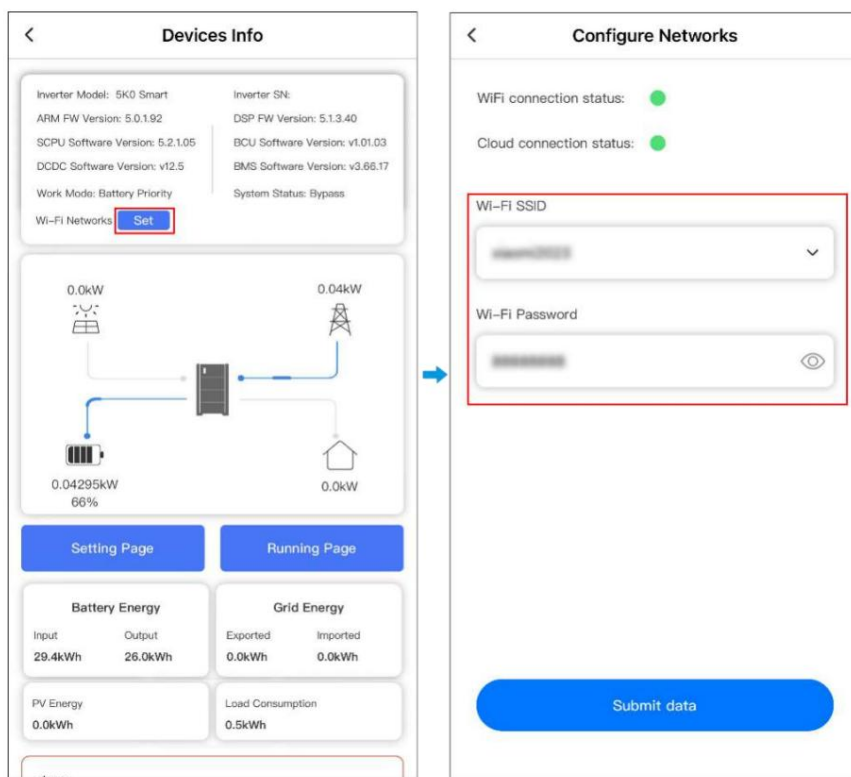 Devices Info
Inverter Model: 5K0 Smart
Inverter SN:
ARM FW Version: 5.0.1.92
DSP FW Version: 5.1.3.40
SCPU Software Version: 5.2.1.05
BCU Software Version: v1.01.03
DCDC Software Version: v12.5
BMS Software Version: v3.66.17
Work Mode: Battery Priority
System Status: Bypass
Wi-Fi Networks
Set
0.0kW
0.04kW
0.04295kW
66%
0.0kW
Setting Page
Running Page
Battery Energy
Input
Output
29.4kWh
26.0kWh
Grid Energy
Exported
Imported
0.0kWh
0.0kWh
PV Energy
0.0kWh
Load Consumption
0.5kWh
Configure Networks
WiFi connection status:
Cloud connection status:
Wi-Fi SSID
Wi-Fi Password
Submit data